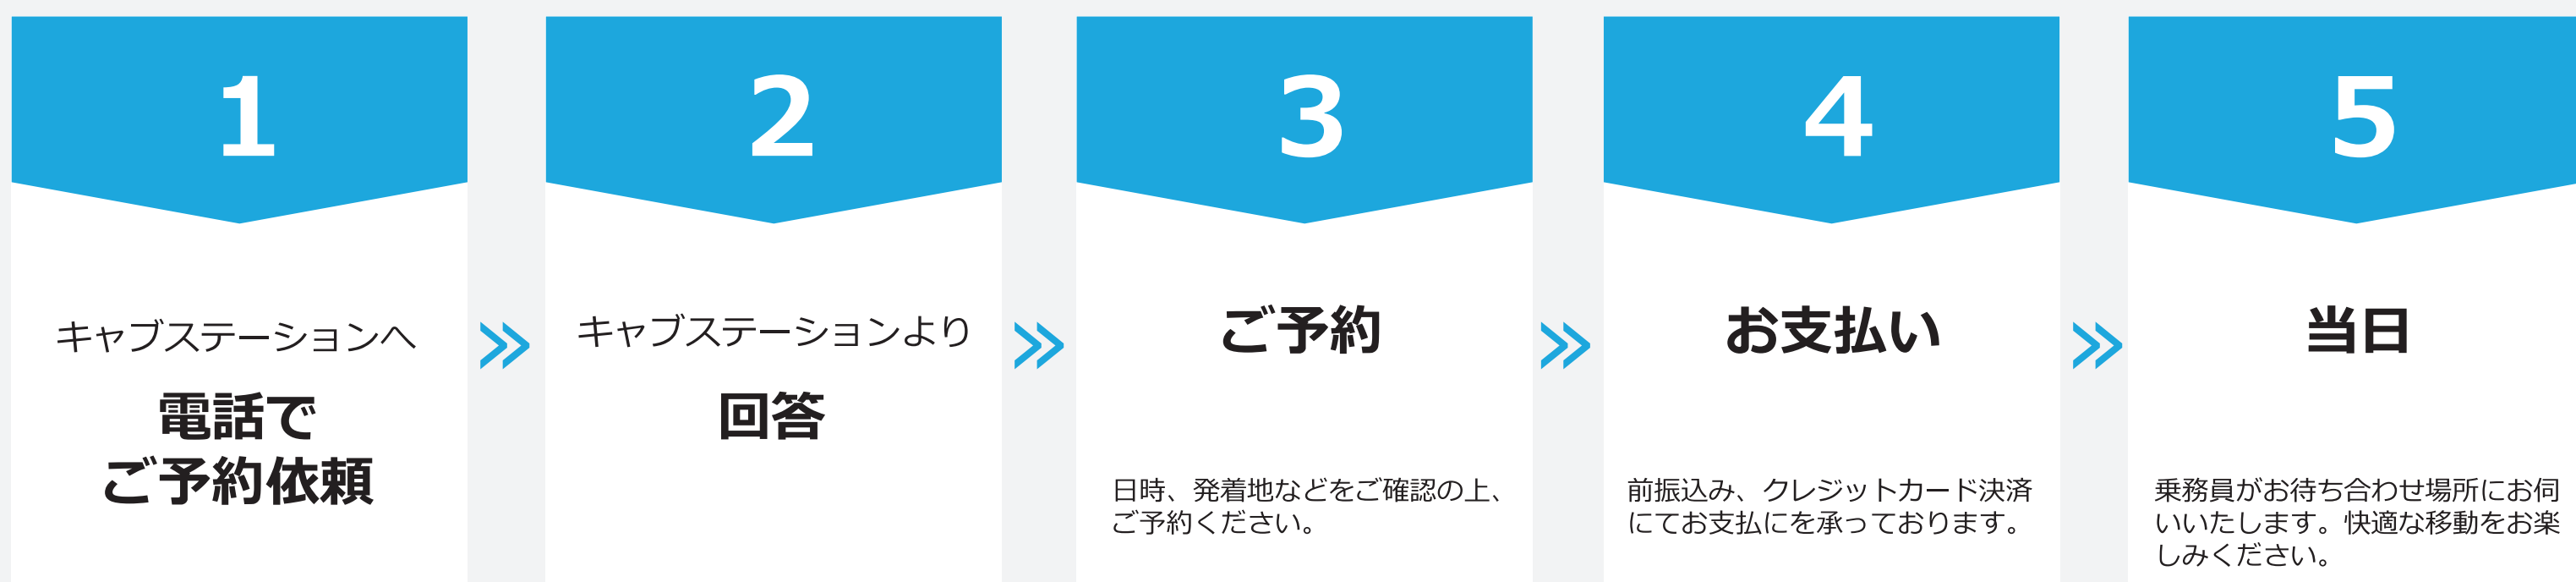 1
キャブステーションへ
電話で
ご予約依頼
2
キャブステーションより
回答
3
ご予約
日時、発着地などをご確認の上、
ご予約ください。
4
お支払い
前振込み、クレジットカード決済
にてお支払にを承っております。
5
当日
乗務員がお待ち合わせ場所にお伺
いいたします。快適な移動をお楽
しみください。